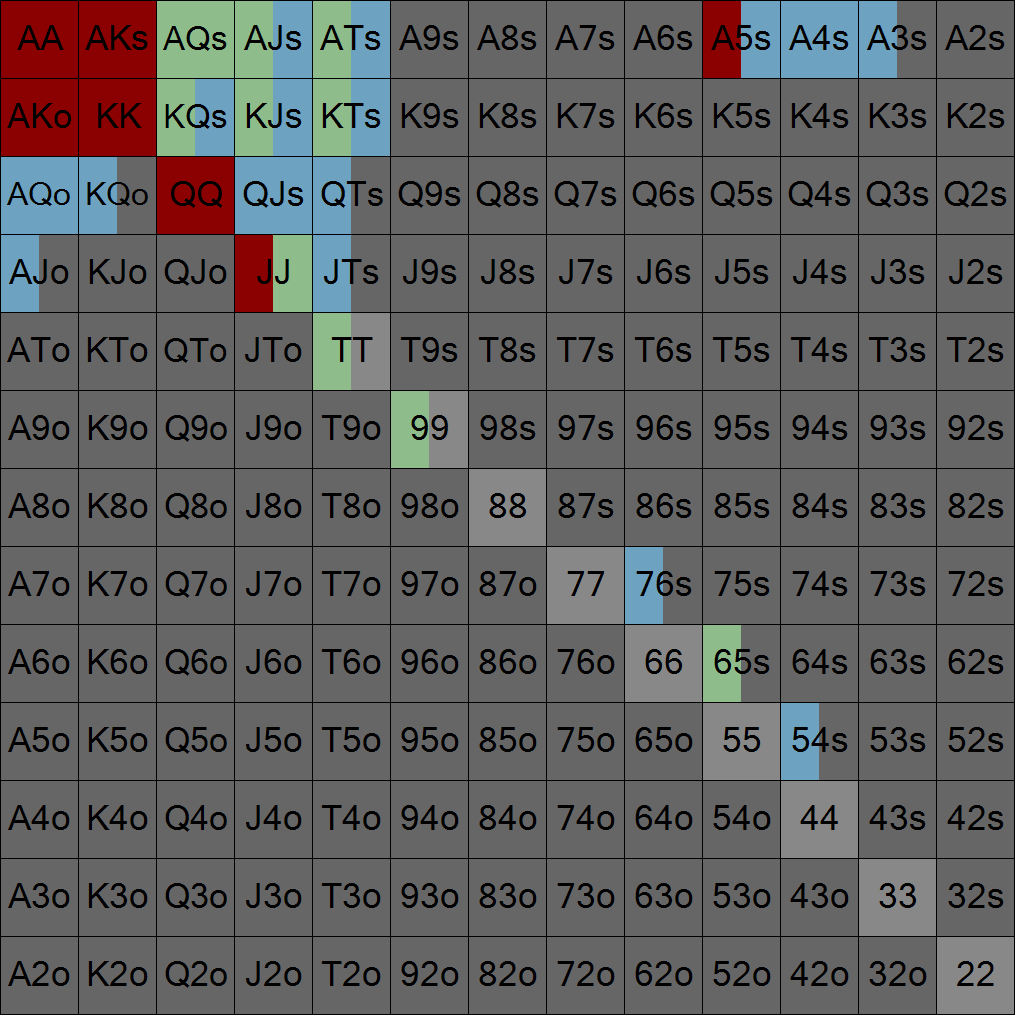 AA AKs AQs AJs ATs A9s A8s A7s A6s A5s A4s A3s A2s
AKo KK KQs KJs KTs K9s K8s K7s K6s K5s K4s K3s K2s
AQo KQo QQ QJs QTs Q9s Q8s Q7s Q6s Q5s Q4s Q3s Q2s
AJo KJo QJo JJ JTs J9s J8s J7s J6s J5s J4s J3s J2s
ATo KTo QTo JTo TT T9s T8s T7s T6s T5s T4s T3s T2s
A9o K9o Q9o J9o T9o 99 98s 97s 96s 95s 94s 93s 92s
A8o K8o Q8o J8o T8o 98o 88 87s 86s 85s 84s 83s 82s
A7o K7o Q7o J7o T7o 97o 87o 77 76s 75s 74s 73s 72s
A6o K6o Q6o J6o T6o 96o 86o 76o 66 65s 64s 63s 62s
A5o K5o Q5o J5o T5o 95o 85o 75o 65o 55 54s 53s 52s
A4o K4o Q4o J4o T4o 94o 84o 74o 64o 54o 44 43s 42s
A3o K3o Q3o J3o T3o 93o 83o 73o 63o 53o 43o 33 32s
A2o K2o Q2o J2o T2o 92o 82o 72o 62o 52o 42o 32o 22